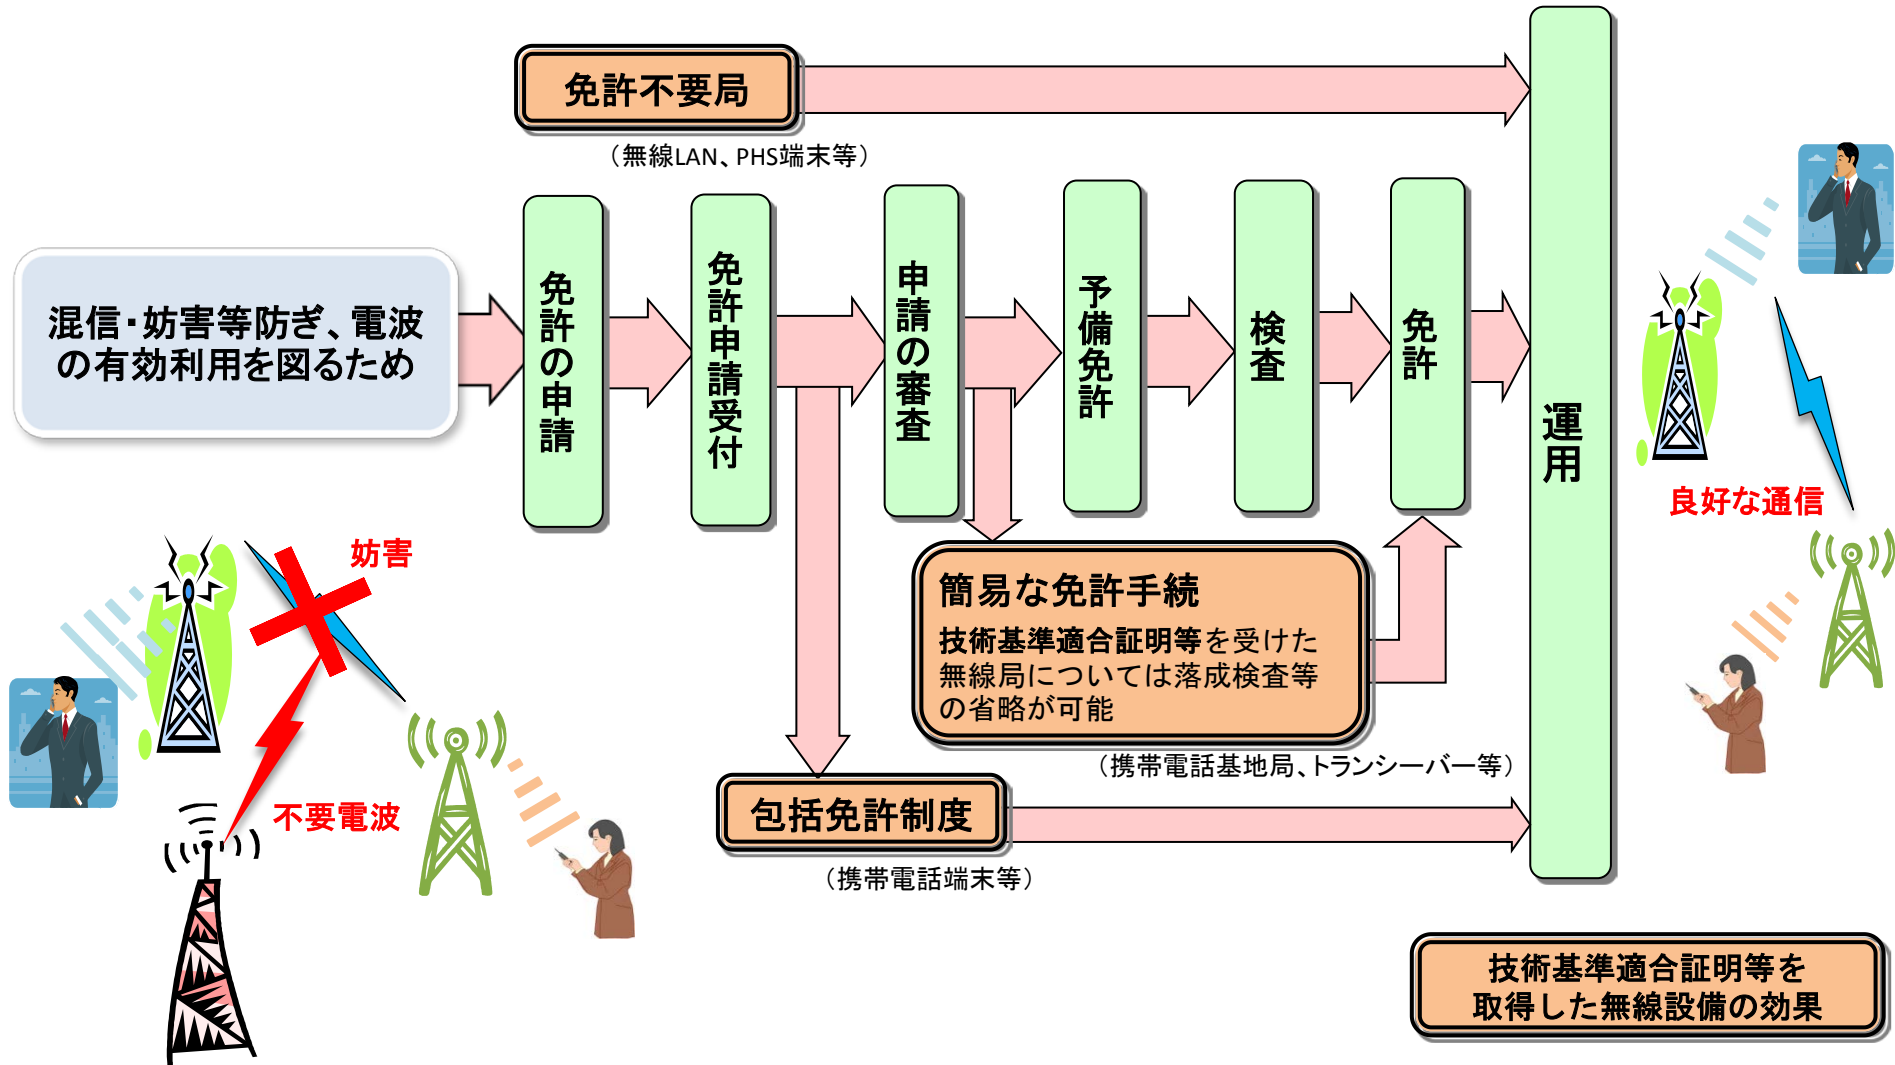 免許不要局
（無線LAN、PHS端末等）
混信・妨害等防ぎ、電波
の有効利用を図るため
免許の申請
免許申請受付
申請の審査
予備免許
検査
免許
運用
簡易な免許手続
技術基準適合証明等を受けた
無線局については落成検査等
の省略が可能
（携帯電話基地局、トランシーバー等）
包括免許制度
（携帯電話端末等）
妨害
不要電波
良好な通信
技術基準適合証明等を
取得した無線設備の効果